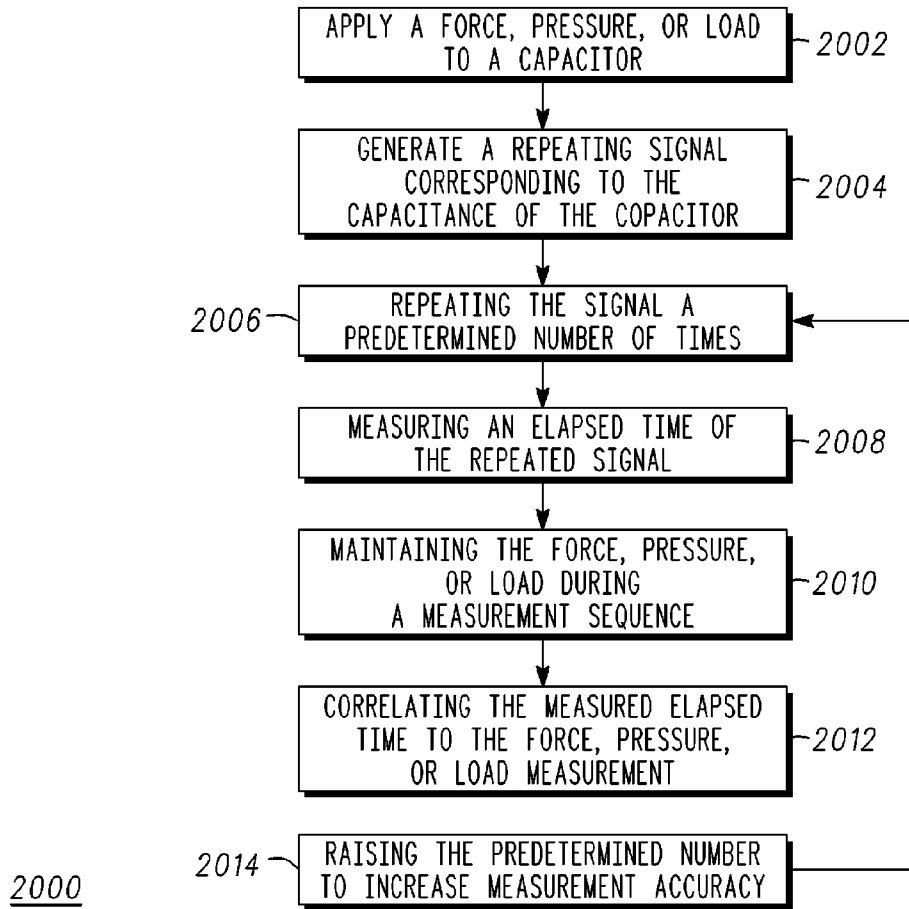 APPLY A FORCE, PRESSURE, OR LOAD
TO A CAPACITOR
2002
GENERATE A REPEATING SIGNAL
CORRESPONDING TO THE
CAPACITANCE OF THE COPACITOR
2004
REPEATING THE SIGNAL A
PREDETERMINED NUMBER OF TIMES
2006
MEASURING AN ELAPSED TIME OF
THE REPEATED SIGNAL
2008
MAINTAINING THE FORCE, PRESSURE,
OR LOAD DURING
A MEASUREMENT SEQUENCE
2010
CORRELATING THE MEASURED ELAPSED
TIME TO THE FORCE, PRESSURE,
OR LOAD MEASUREMENT
2012
RAISING THE PREDETERMINED NUMBER
TO INCREASE MEASUREMENT ACCURACY
2014
2000